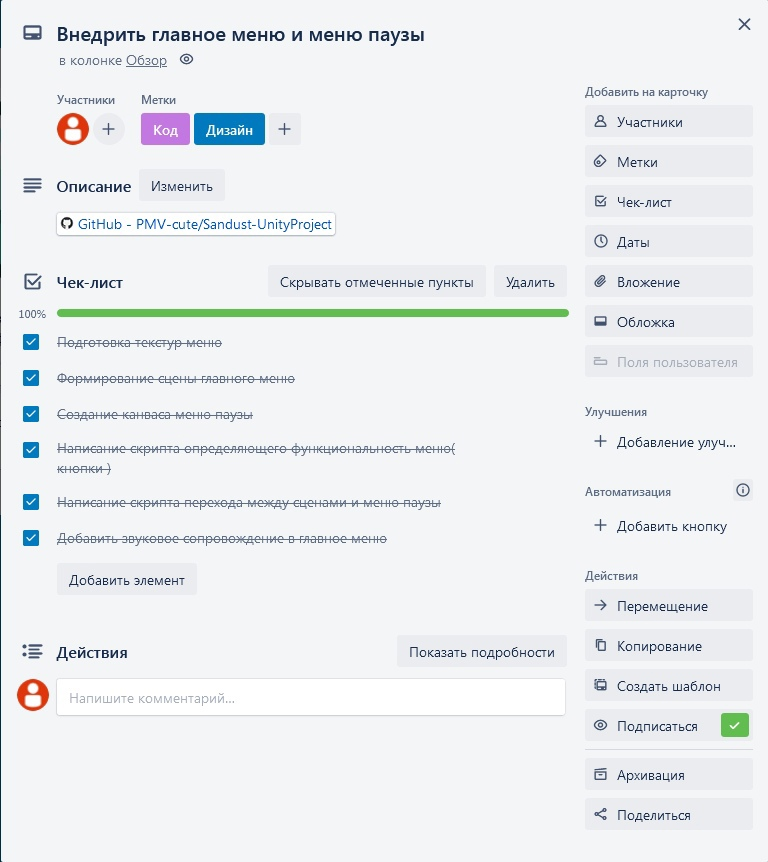 Внедрить главное меню и меню паузы
в колонке Обзор
Участники
Метки
Код
Дизайн
Описание
Изменить
GitHub - PMV-cute/Sandust-UnityProject
Чек-лист
Скрывать отмеченные пункты
Удалить
100%
Подготовка текстур меню
Формирование сцены главного меню
Создание канваса меню паузы
Написание скрипта определяющего функциональность меню(
кнопки )
Написание скрипта перехода между сценами и меню паузы
Добавить звуковое сопровождение в главное меню
Добавить элемент
Действия
Показать подробности
Напишите комментарий…
Добавить на карточку
Участники
Метки
Чек-лист
Даты
Вложение
Обложка
Поля пользователя
Улучшения
Добавление улуч…
Автоматизация
Добавить кнопку
Действия
Перемещение
Копирование
Создать шаблон
Подписаться
Архивация
Поделиться